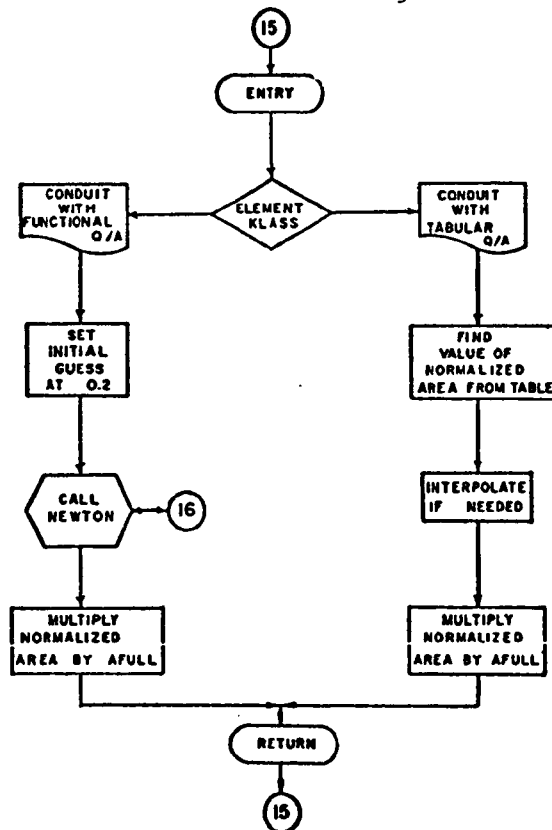 15
ENTRY
ELEMENT
KLASS
CONDUIT
WITH
FUNCTIONAL
Q/A
CONDUIT
WITH
TABULAR
Q/A
SET
INITIAL
GUESS
AT 0.2
FIND
VALUE OF
NORMALIZED
AREA FROM TABLE
CALL
NEWTON
16
INTERPOLATE
IF NEEDED
MULTIPLY
NORMALIZED
AREA BY AFULL
MULTIPLY
NORMALIZED
AREA BY AFULL
RETURN
15